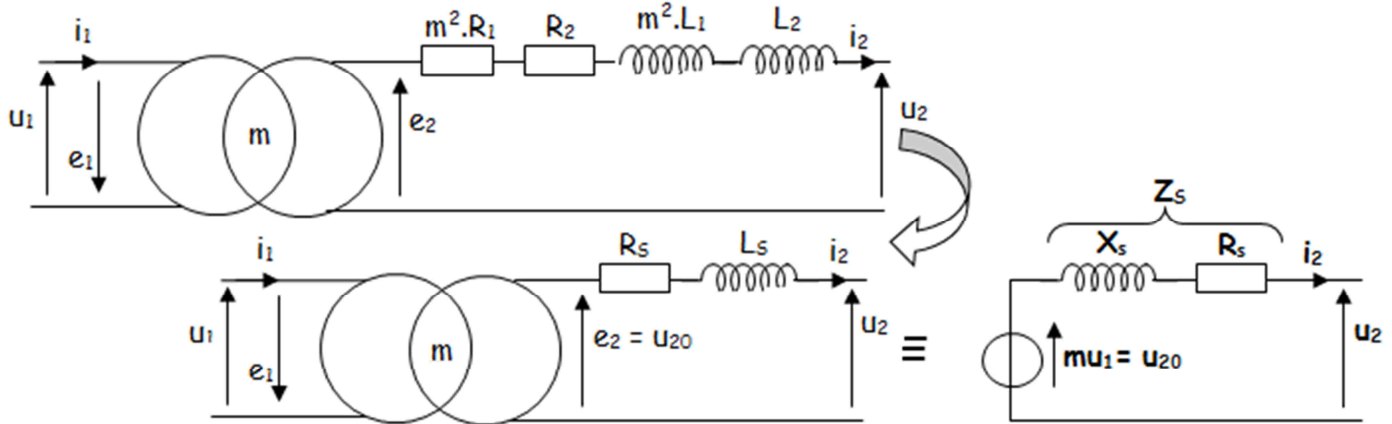 i₁ m².R₁ R₂ m².L₁ L₂ i₂
u₁ e₁ m e₂ u₂
Zₛ
i₁ Rₛ Lₛ i₂
Xₛ Rₛ i₂
u₁ e₁ m e₂ = u₂₀ u₂ ≡
mu₁= u₂₀ u₂